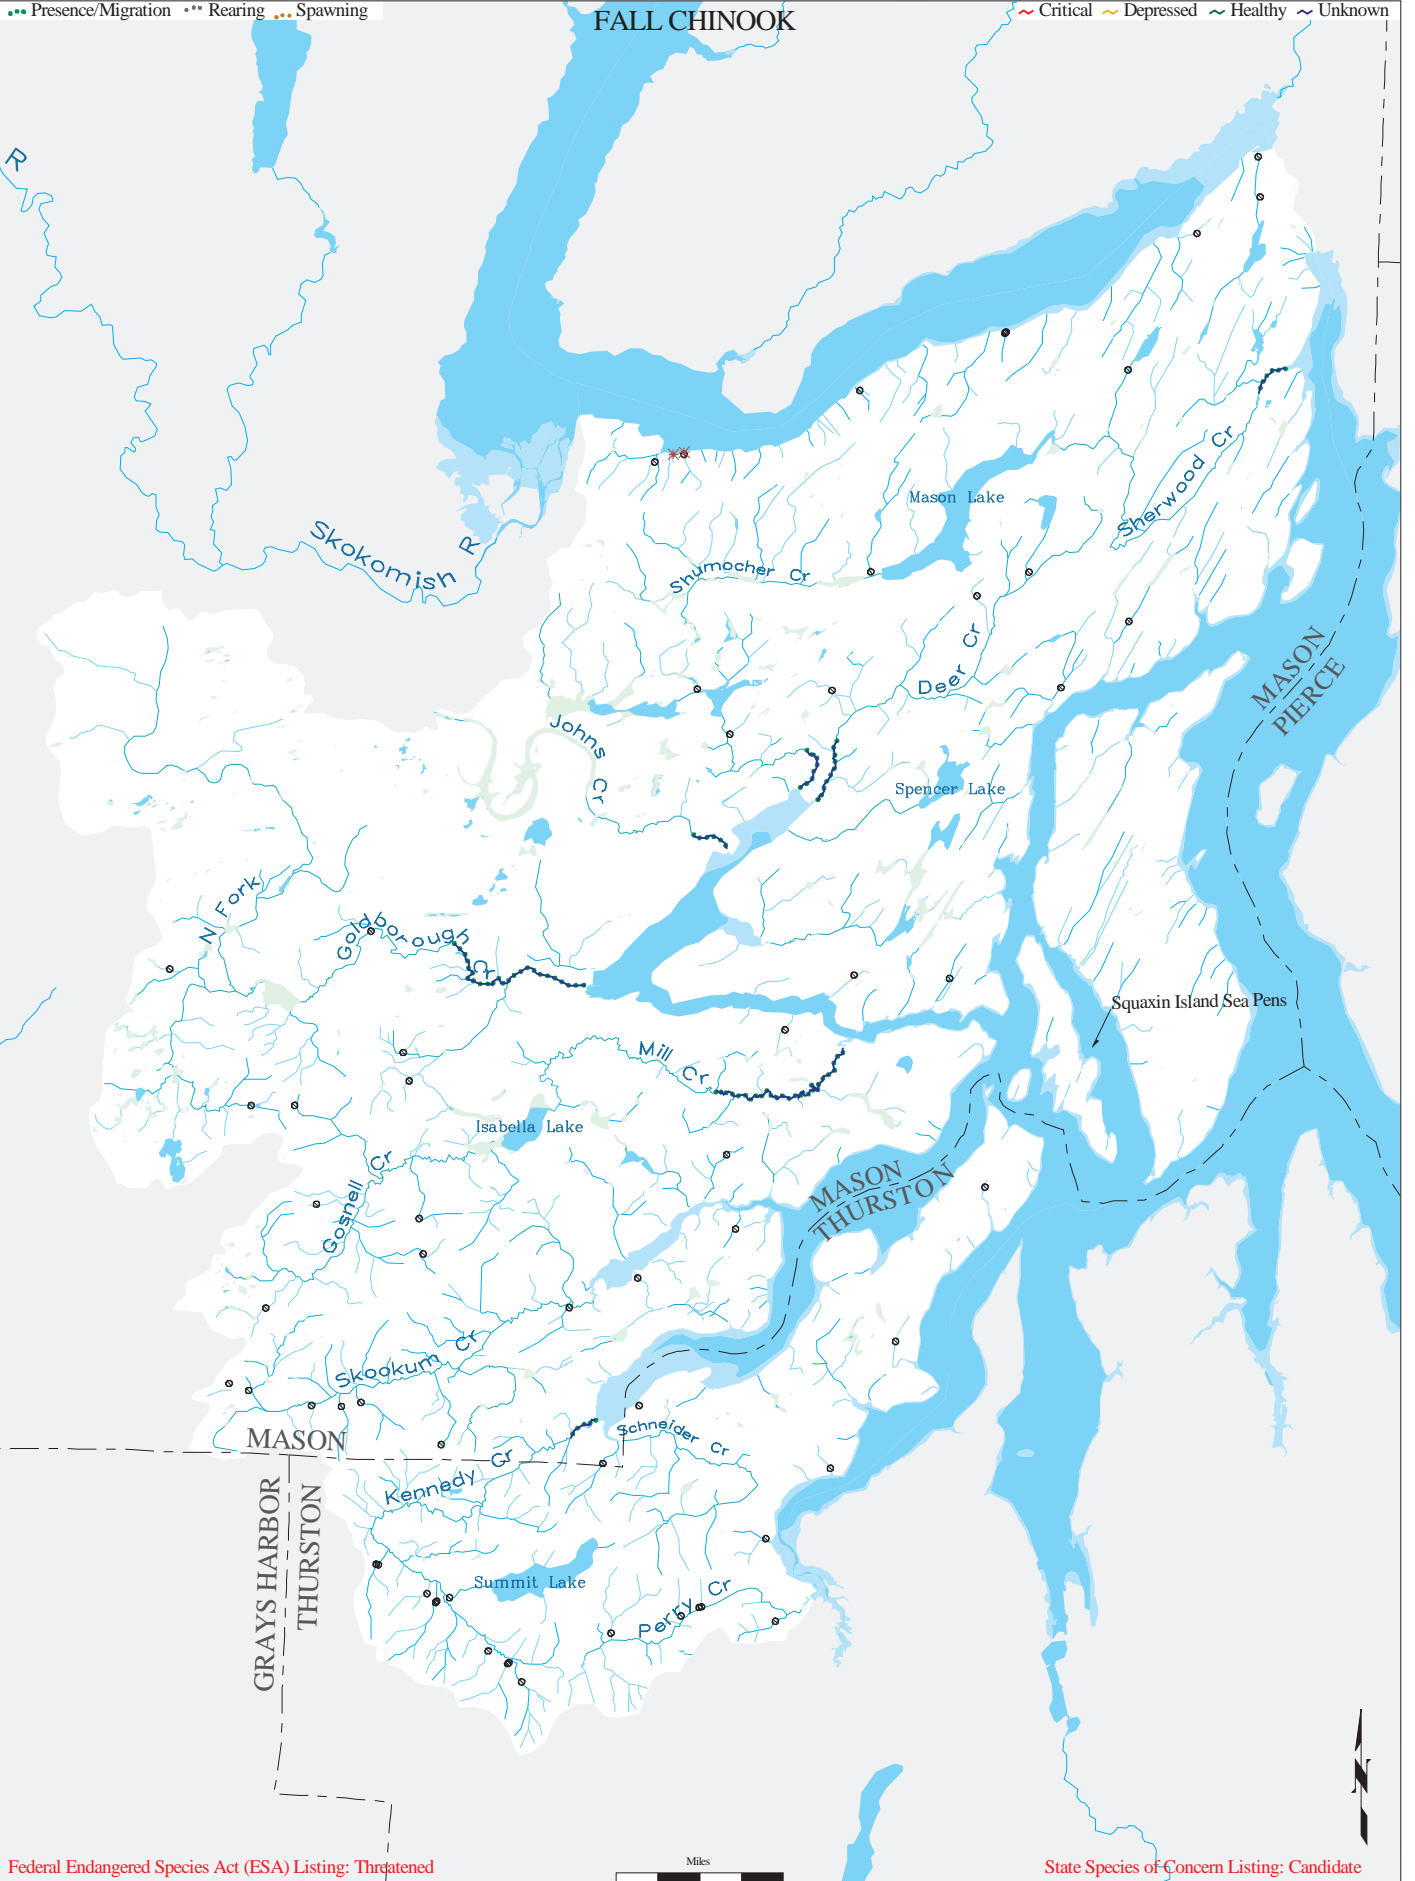 Presence/Migration Rearing Spawning
FALL CHINOOK
Critical Depressed Healthy Unknown
R
Skokomish R
Mason Lake
Sherwood Cr
Shumocher Cr
Deer Cr
MASON
PIERCE
Johns Cr
Spencer Lake
N Fork
Goldborough Cr
Squaxin Island Sea Pens
Mill Cr
Isabella Lake
Gosnell Cr
MASON
THURSTON
Skookum Cr
Schneider Cr
MASON
Kennedy Cr
GRAYS HARBOR
THURSTON
Summit Lake
Perry Cr
N
Miles
Federal Endangered Species Act (ESA) Listing: Threatened
State Species of Concern Listing: Candidate